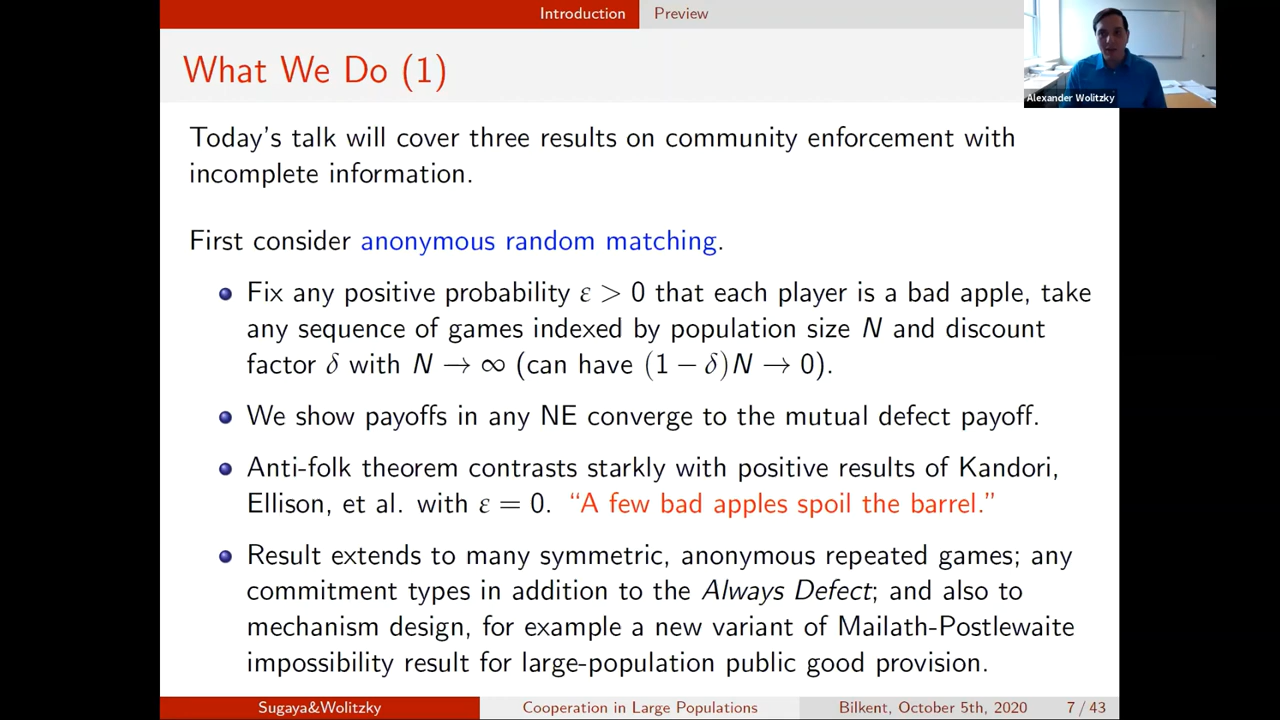 Introduction Preview
What We Do (1)
Alexander Wolitzky
Today's talk will cover three results on community enforcement with
incomplete information.
First consider anonymous random matching.
Fix any positive probability ε > 0 that each player is a bad apple, take
any sequence of games indexed by population size N and discount
factor δ with N → ∞ (can have (1 − δ)N → 0).
We show payoffs in any NE converge to the mutual defect payoff.
Anti-folk theorem contrasts starkly with positive results of Kandori,
Ellison, et al. with ε = 0. “A few bad apples spoil the barrel.”
Result extends to many symmetric, anonymous repeated games; any
commitment types in addition to the Always Defect; and also to
mechanism design, for example a new variant of Mailath-Postlewaite
impossibility result for large-population public good provision.
Sugaya&Wolitzky Cooperation in Large Populations Bilkent, October 5th, 2020 7 / 43